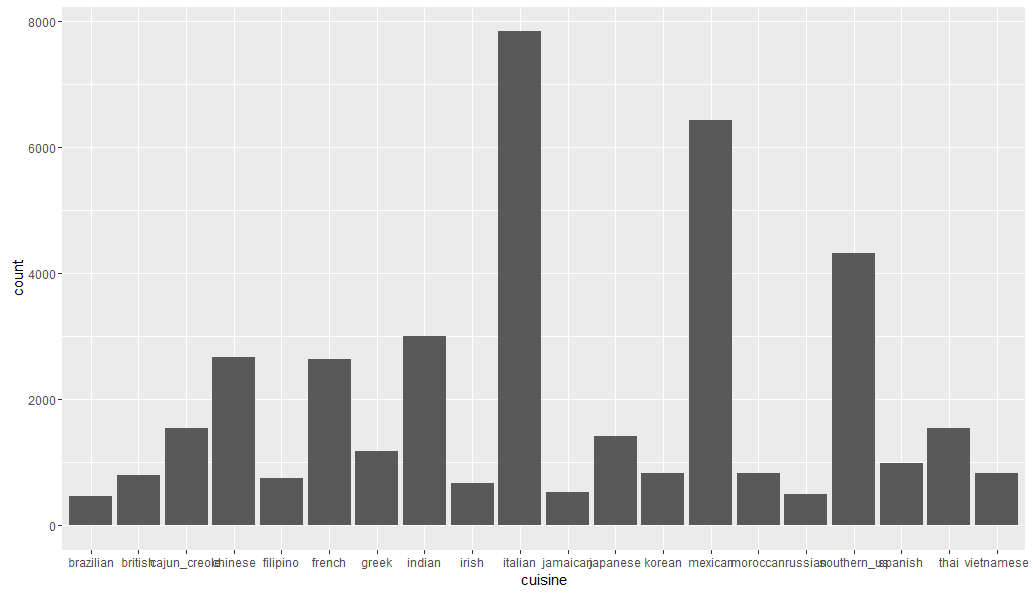 8000
6000
4000
2000
0
count
brazilian british cajun_creole chinese filipino french greek indian irish italian jamaican japanese korean mexican moroccan russian southern_us spanish thai vietnamese
cuisine